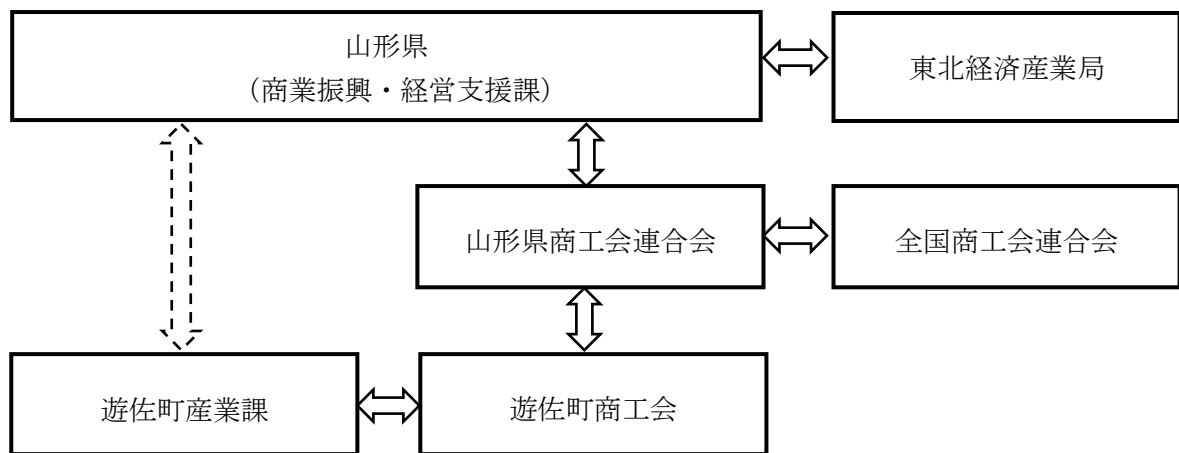 山形県
（商業振興・経営支援課）
東北経済産業局
山形県商工会連合会
全国商工会連合会
遊佐町産業課
遊佐町商工会